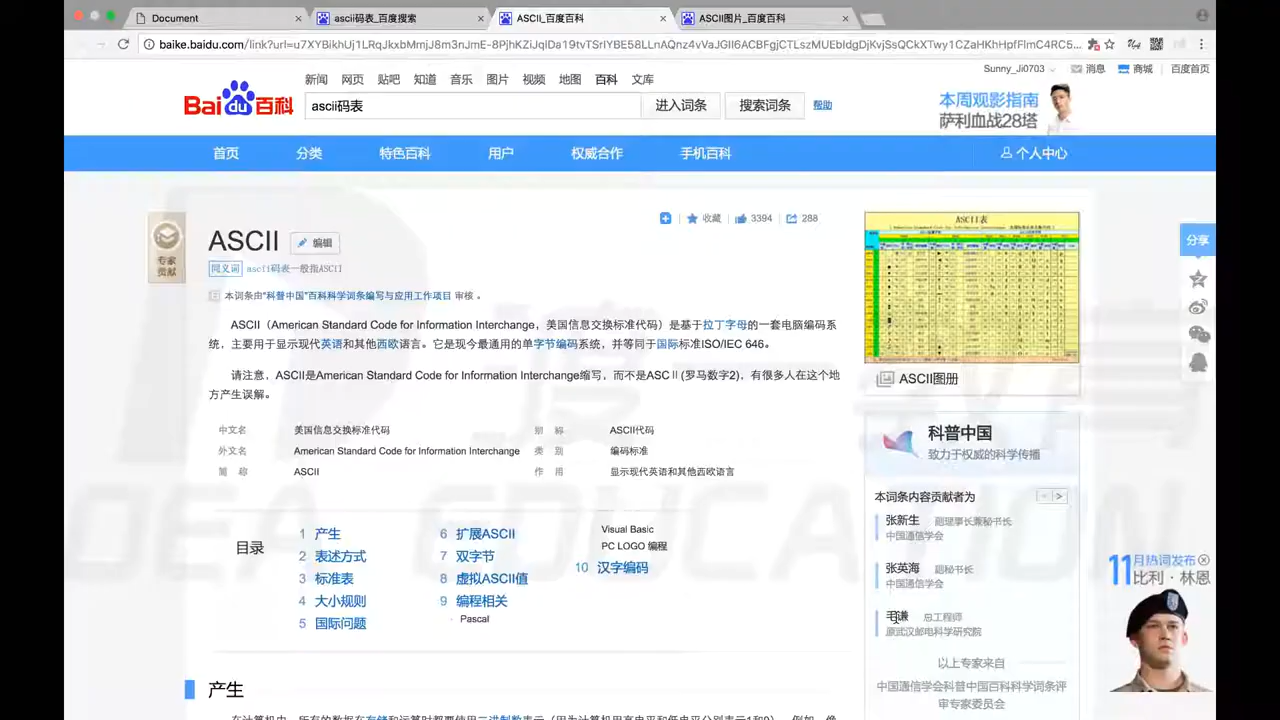 Document
ascii码表_百度搜索
ASCII_百度百科
ASCII图片_百度百科
Sunny_Ji0703
消息
商城
百度首页
新闻 网页 贴吧 知道 音乐 图片 视频 地图 百科 文库
Bai du 百科
ascii码表
进入词条
搜索词条
帮助
本周观影指南
萨利血战28塔
首页 分类 特色百科 用户 权威合作 手机百科 个人中心
收藏 3394 288
专家
贡献
ASCII
编辑
同义词 ascii码表一般指ASCII
本词条由“科普中国”百科科学词条编写与应用工作项目 审核 。
ASCII（American Standard Code for Information Interchange，美国信息交换标准代码）是基于拉丁字母的一套电脑编码系
统，主要用于显示现代英语和其他西欧语言。它是现今最通用的单字节编码系统，并等同于国际标准ISO/IEC 646。
请注意，ASCII是American Standard Code for Information Interchange缩写，而不是ASCⅡ(罗马数字2)，有很多人在这个地
方产生误解。
中文名 美国信息交换标准代码 别 称 ASCII代码
外文名 American Standard Code for Information Interchange 类 别 编码标准
简 称 ASCII 作 用 显示现代英语和其他西欧语言
目录
1 产生
2 表述方式
3 标准表
4 大小规则
5 国际问题
6 扩展ASCII
7 双字节
8 虚拟ASCII值
9 编程相关
· Pascal
Visual Basic
PC LOGO 编程
10 汉字编码
产生
ASCII表
ASCII图册
科普中国
致力于权威的科学传播
本词条内容贡献者为
张新生 副理事长兼秘书长
中国通信学会
张英海 副秘书长
中国通信学会
毛谦 总工程师
原武汉邮电科学研究院
以上专家来自
中国通信学会科普中国百科科学词条评
审专家委员会
分享
11月热词发布
比利·林恩